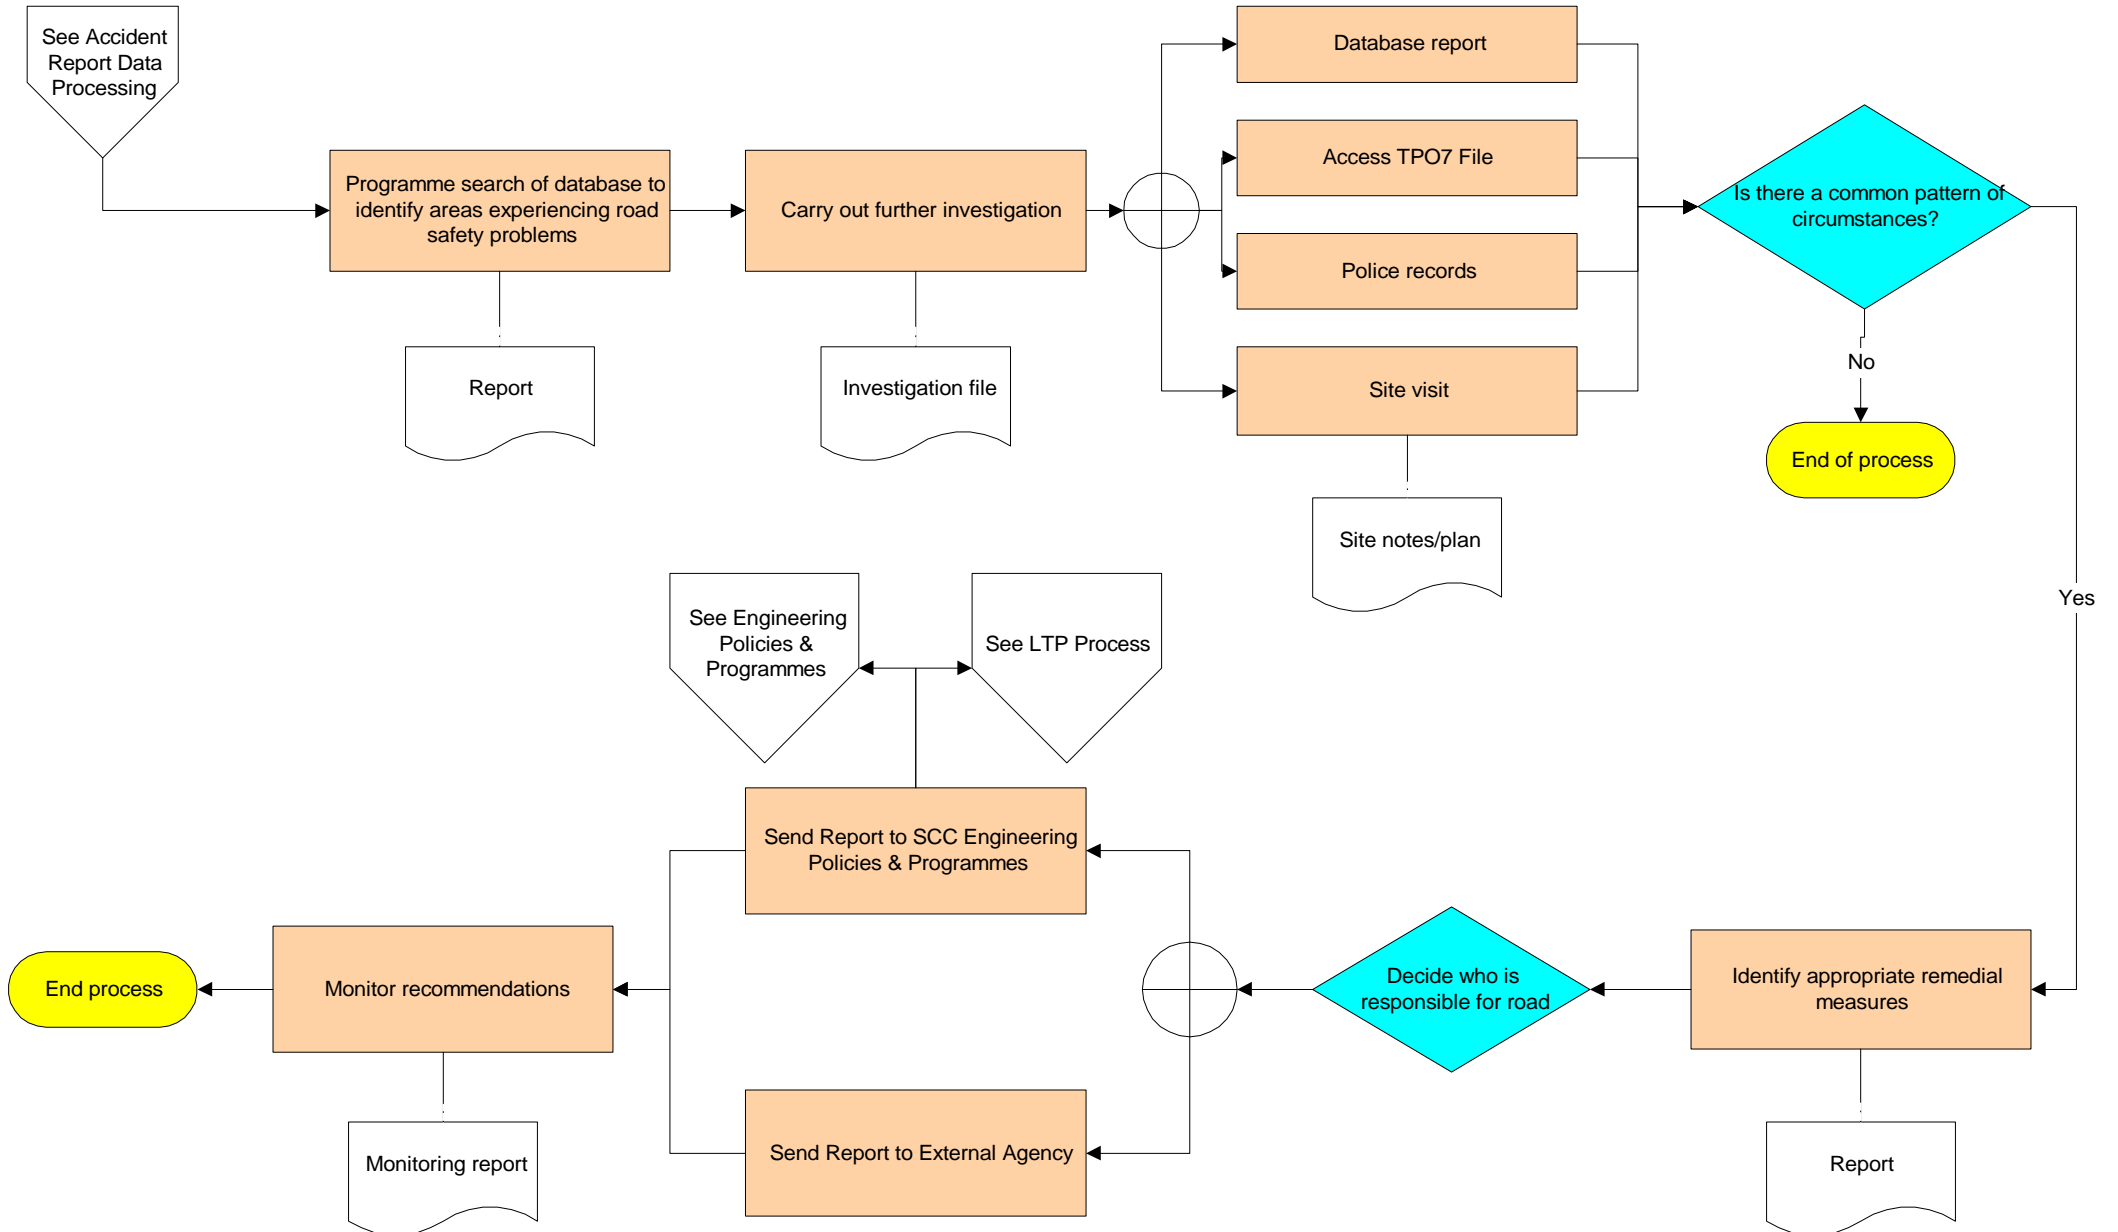 See Accident
Report Data
Processing
Programme search of database to
identify areas experiencing road
safety problems
Carry out further investigation
Database report
Access TPO7 File
Police records
Site visit
Is there a common pattern of
circumstances?
Report
Investigation file
No
End of process
Site notes/plan
Yes
See Engineering
Policies &
Programmes
See LTP Process
Send Report to SCC Engineering
Policies & Programmes
End process
Monitor recommendations
Decide who is
responsible for road
Identify appropriate remedial
measures
Monitoring report
Send Report to External Agency
Report